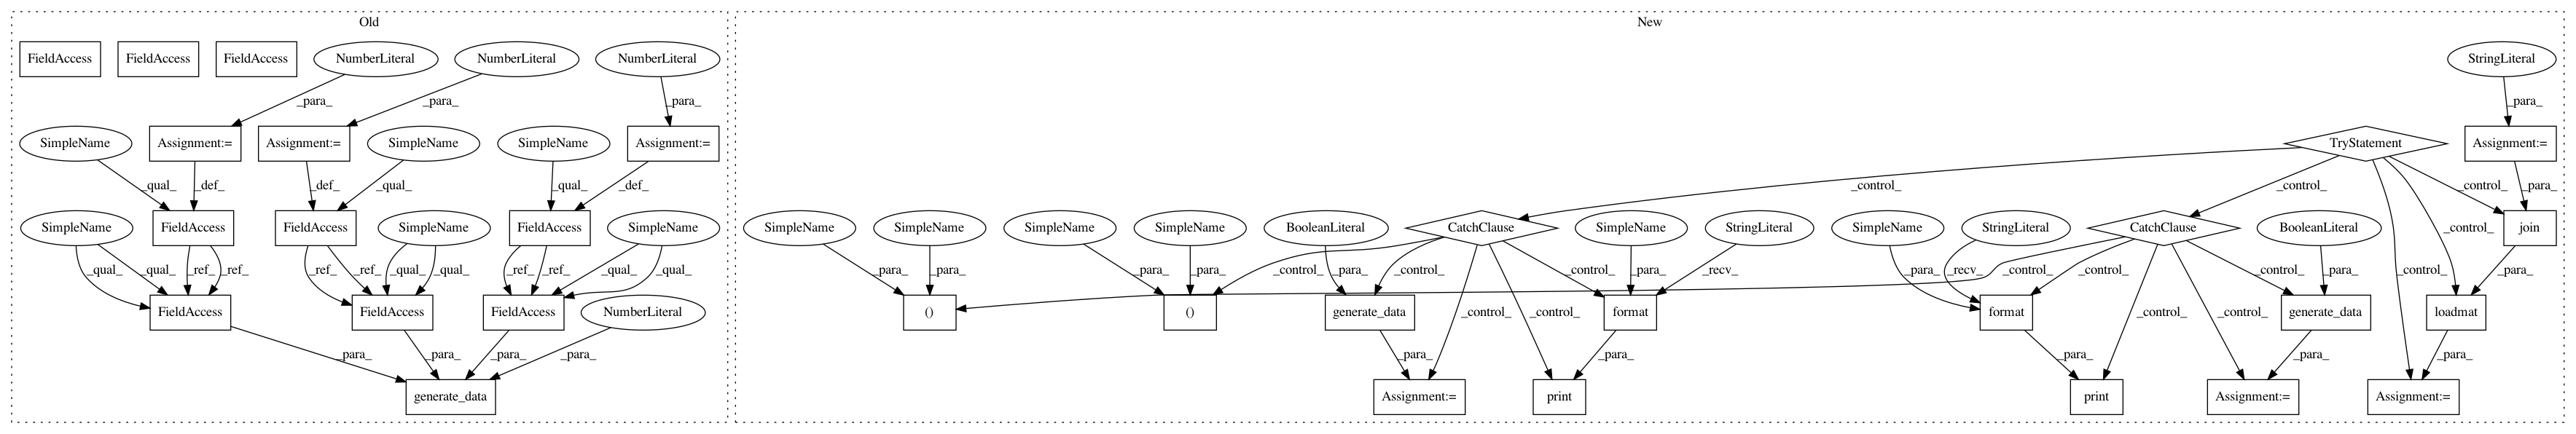 Old
New
FieldAccess FieldAccess FieldAccess NumberLiteral NumberLiteral NumberLiteral StringLiteral
_para_ _para_ _para_ _para_
SimpleName Assignment:= Assignment:= SimpleName SimpleName Assignment:= TryStatement Assignment:=
_qual_ _def_ _def_ _qual_ _qual_ _def_ _control_ _control_ _control_ _para_
SimpleName FieldAccess FieldAccess SimpleName FieldAccess SimpleName SimpleName SimpleName SimpleName SimpleName BooleanLiteral CatchClause SimpleName StringLiteral SimpleName StringLiteral CatchClause BooleanLiteral join
_qual_ _qual_ _ref_ _ref_ _ref_ _ref_ _qual_ _qual_ _ref_ _ref_ _qual_ _qual_ _para_ _para_ _para_ _para_ _control_ _para_ _control_ _control_ _para_ _recv_ _para_ _recv_ _control_ _control_ _control_ _para_ _control_ _para_
FieldAccess FieldAccess FieldAccess NumberLiteral () () generate_data format format generate_data loadmat
_para_ _para_ _para_ _para_ _para_ _control_ _control_ _para_ _para_ _control_ _control_ _para_ _control_ _para_
generate_data Assignment:= print print Assignment:= Assignment:=